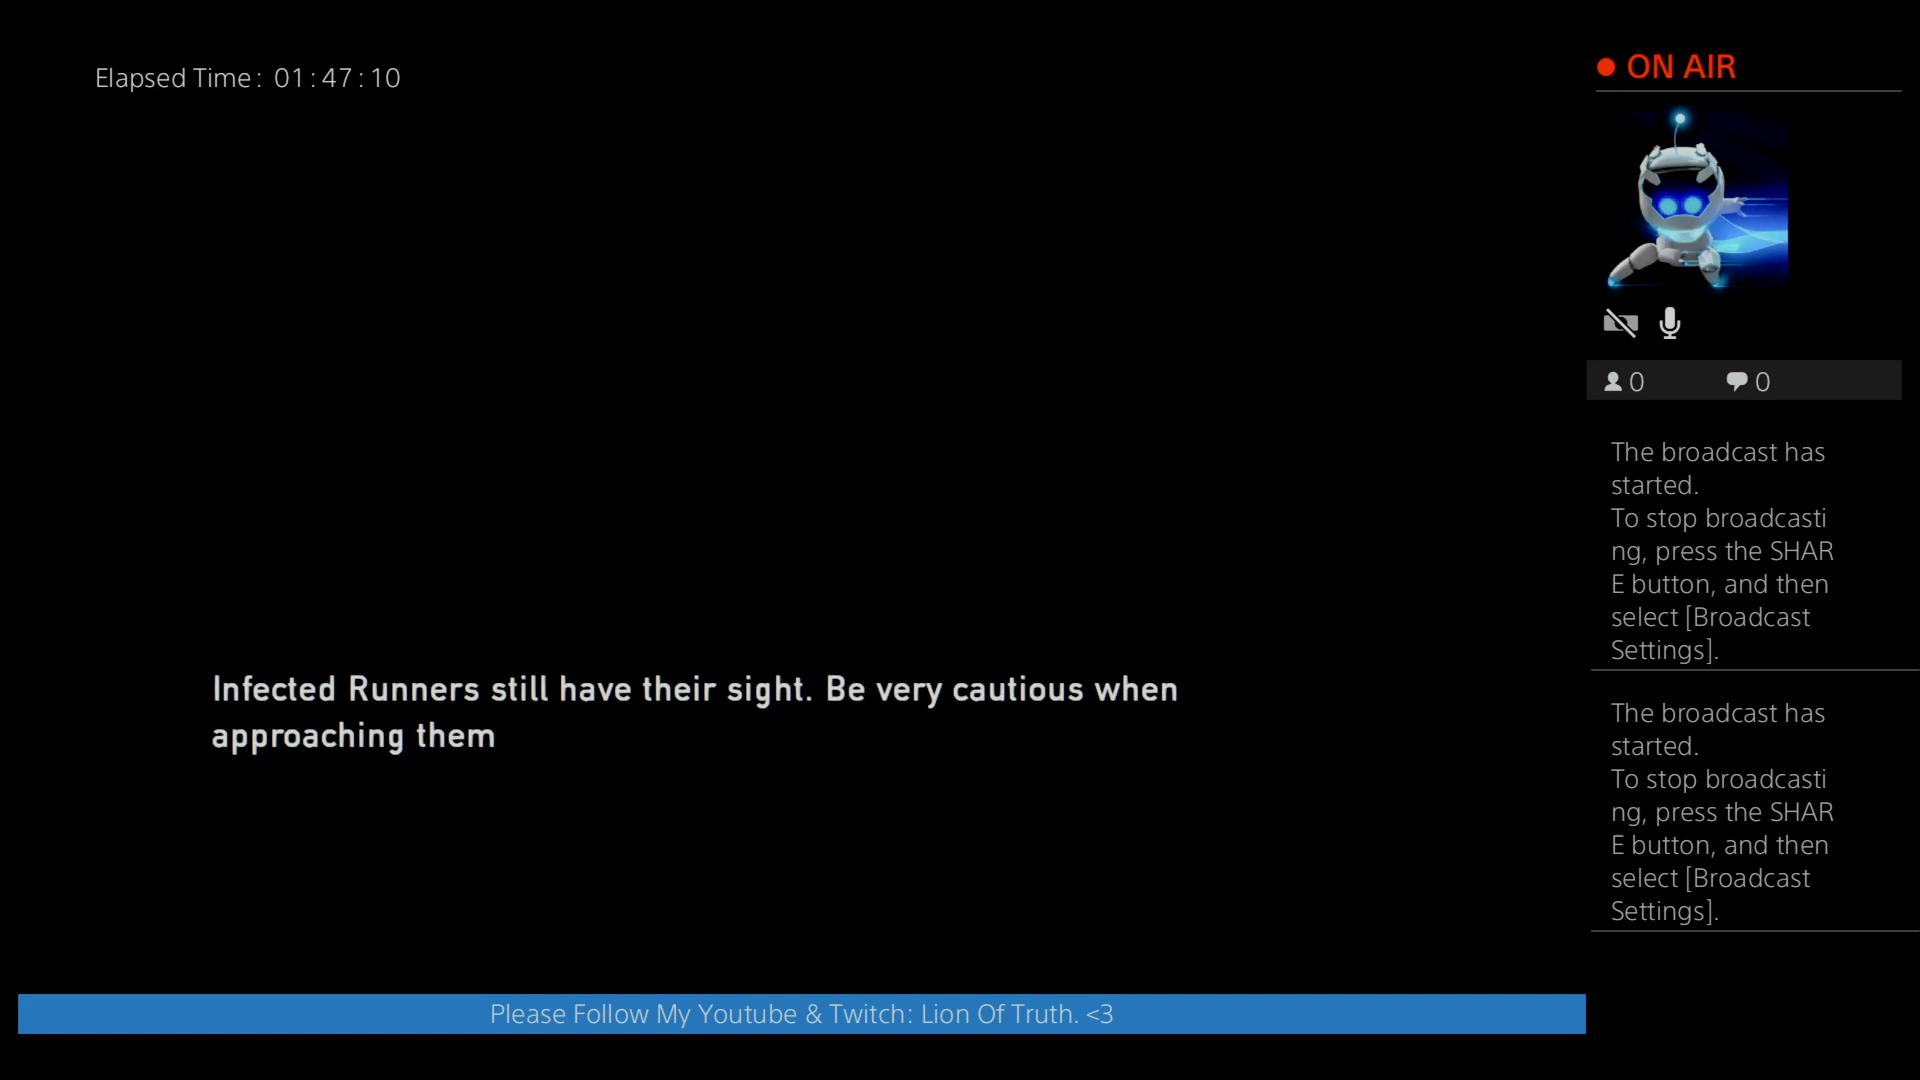 Elapsed Time: 01:47:10
ON AIR
0 0
The broadcast has
started.
To stop broadcasti
ng, press the SHAR
E button, and then
select [Broadcast
Settings].
The broadcast has
started.
To stop broadcasti
ng, press the SHAR
E button, and then
select [Broadcast
Settings].
Infected Runners still have their sight. Be very cautious when
approaching them
Please Follow My Youtube & Twitch: Lion Of Truth. <3